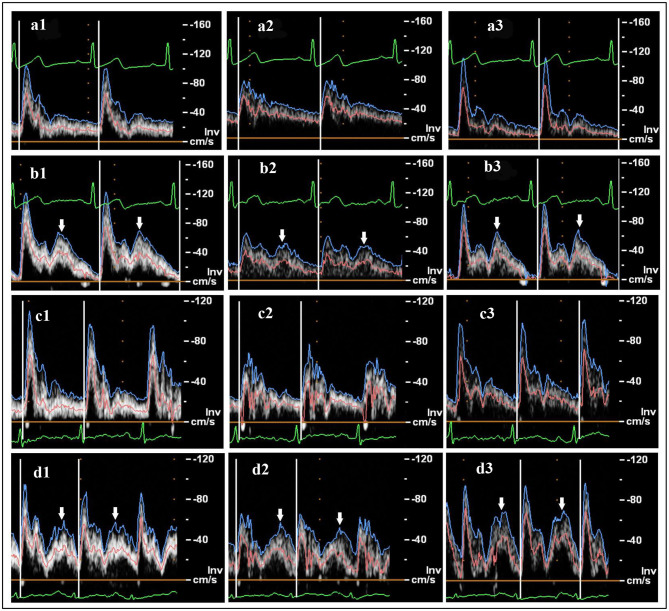 a1 -160
-120
-80
-40
Inv
cm/s
a2 -160
-120
-80
-40
Inv
cm/s
a3 -160
-120
-80
-40
Inv
cm/s
b1 -160
-120
-80
-40
Inv
cm/s
b2 -160
-120
-80
-40
Inv
cm/s
b3 -160
-120
-80
-40
Inv
cm/s
c1 -120
-80
-40
Inv
cm/s
c2 -120
-80
-40
Inv
cm/s
c3 -120
-80
-40
Inv
cm/s
d1 -120
-80
-40
Inv
cm/s
d2 -120
-80
-40
Inv
cm/s
d3 -120
-80
-40
Inv
cm/s